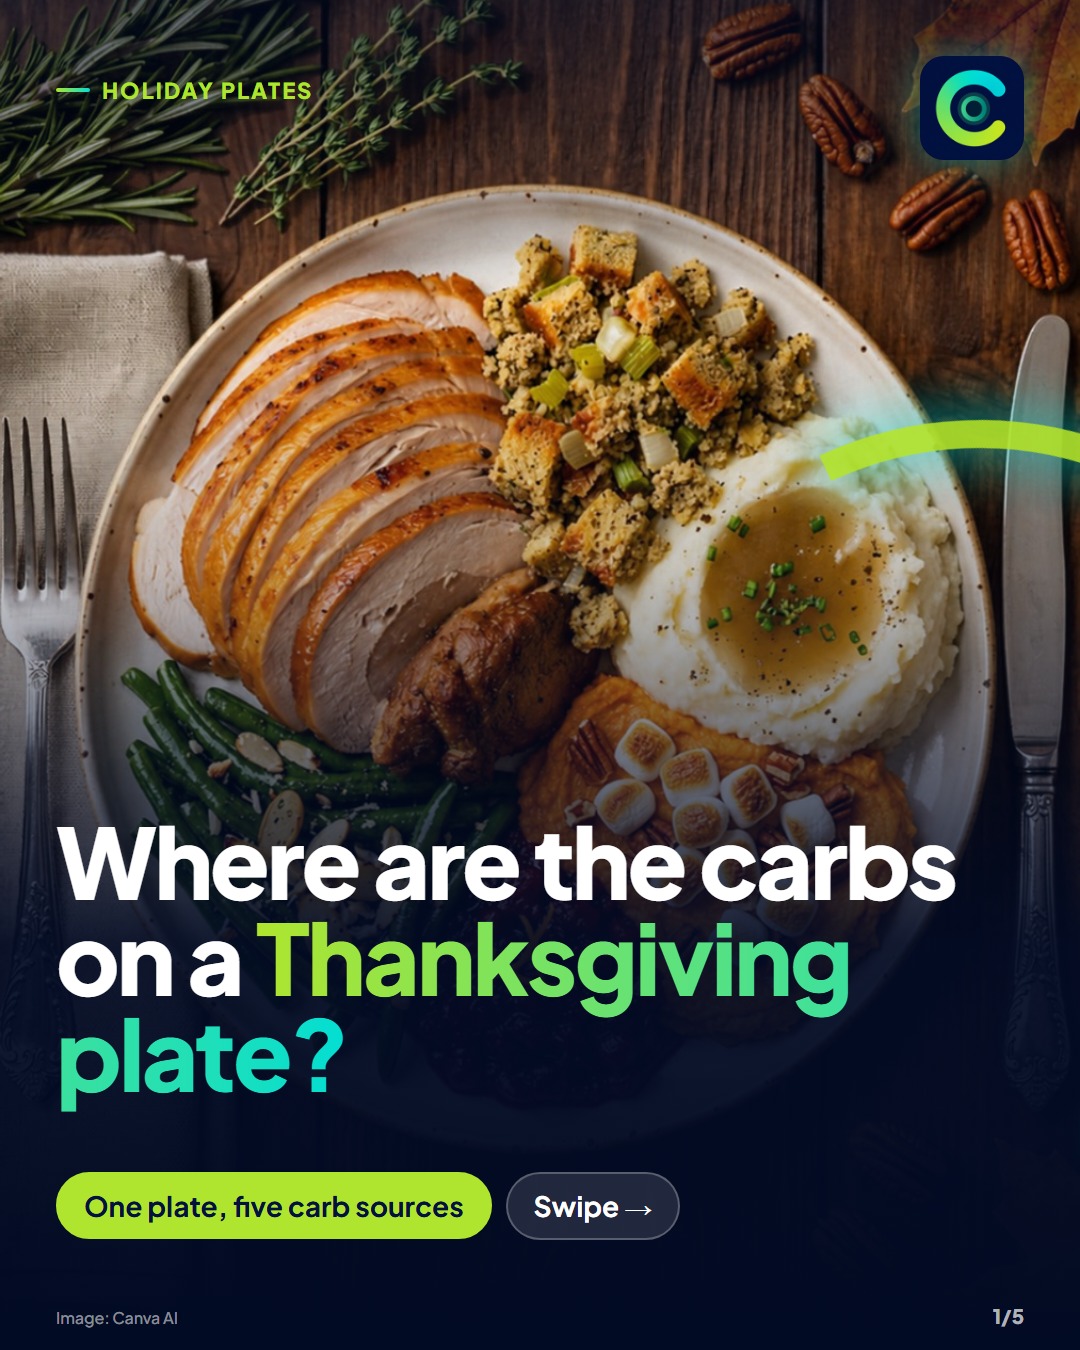 HOLIDAY PLATES
Where are the carbs
on a Thanksgiving
plate?
One plate, five carb sources
Swipe →
Image: Canva AI
1/5